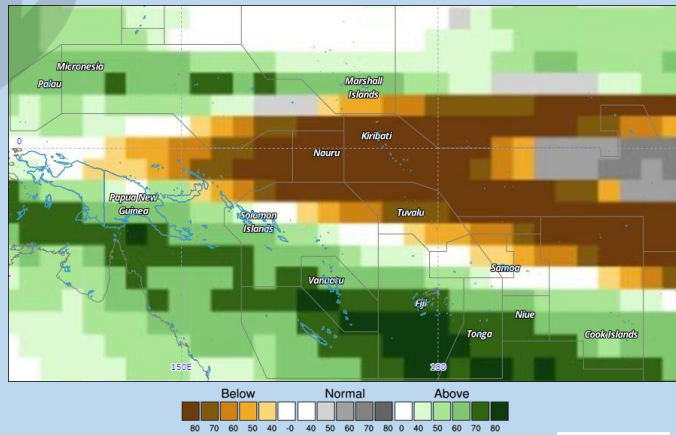 Micronesia
Palau
Marshall
Islands
Kiribati
0
Nauru
Papua New
Guinea
Solomon
Islands
Tuvalu
Samoa
Vanuatu
Fiji
Niue
Tonga
Cook Islands
150E
180
Below Normal Above
80 70 60 50 40 -0 40 50 60 70 80 0 40 50 60 70 80